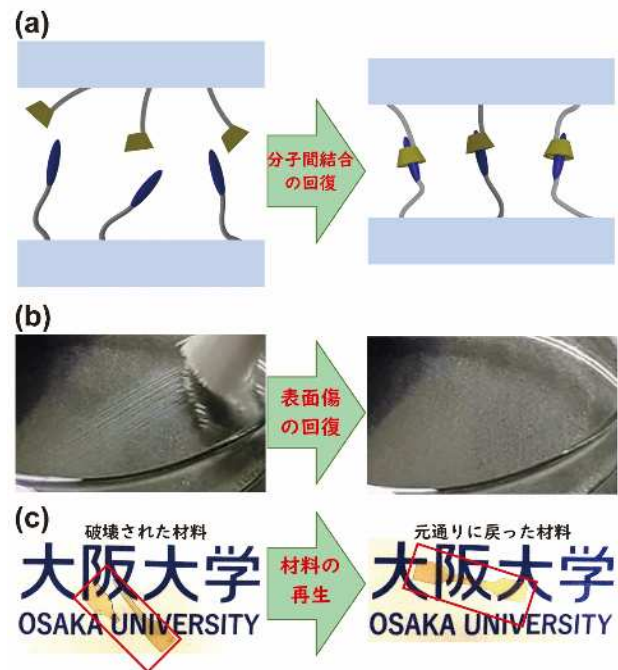 (a)
分子間結合
の回復
(b)
表面傷
の回復
(c)
破壊された材料
大阪大学
OSAKA UNIVERSITY
材料の
再生
元通りに戻った材料
大阪大学
OSAKA UNIVERSITY